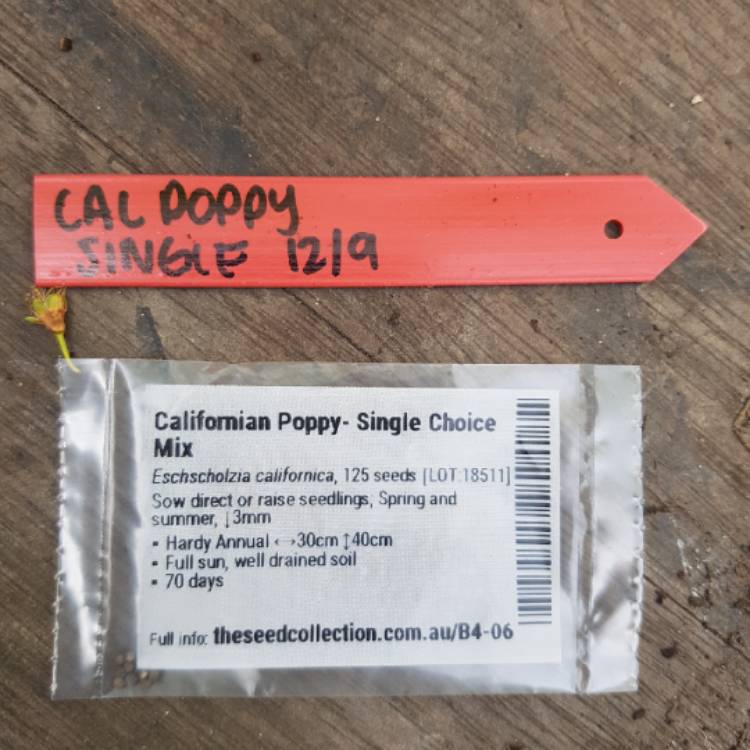 CAL POPPY
SINGLE 12/9
Californian Poppy- Single Choice
Mix
Eschscholzia californica, 125 seeds [LOT:18511]
Sow direct or raise seedlings, Spring and
summer, ↓3mm
▪ Hardy Annual ↔30cm ↕40cm
▪ Full sun, well drained soil
▪ 70 days
Full info: theseedcollection.com.au/B4-06